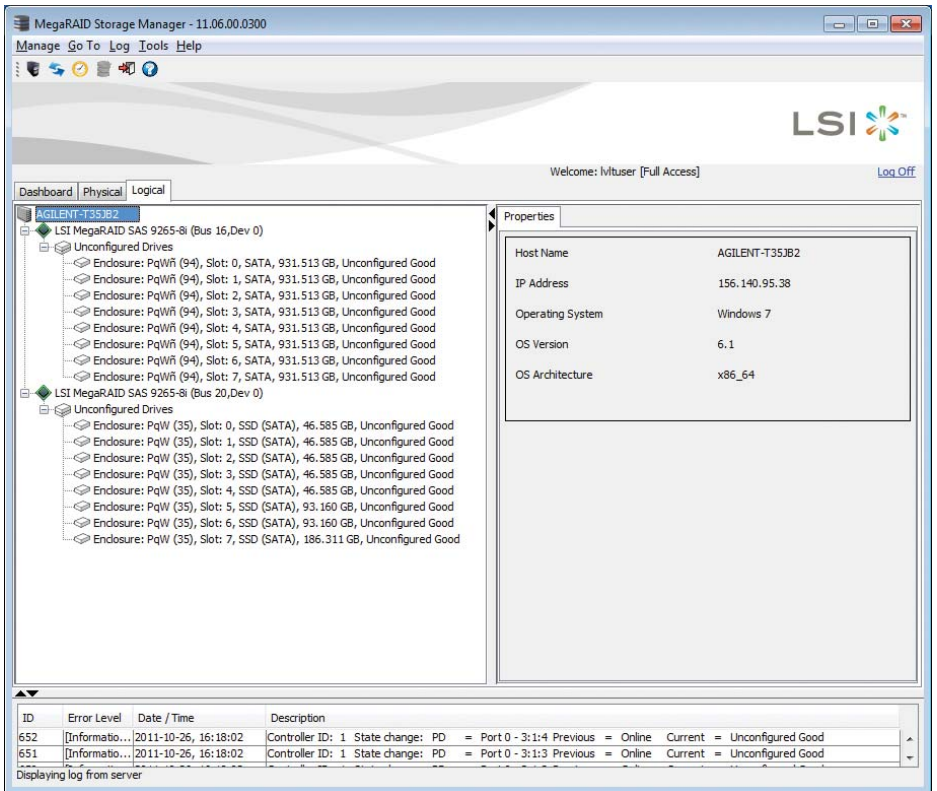 MegaRAID Storage Manager - 11.06.00.0300
Manage Go To Log Tools Help
LSI
Welcome: lvltuser [Full Access]
Log Off
Dashboard Physical Logical
AGILENT-T35JB2
LSI MegaRAID SAS 9265-8i (Bus 16,Dev 0)
Unconfigured Drives
Enclosure: PqWñ (94), Slot: 0, SATA, 931.513 GB, Unconfigured Good
Enclosure: PqWñ (94), Slot: 1, SATA, 931.513 GB, Unconfigured Good
Enclosure: PqWñ (94), Slot: 2, SATA, 931.513 GB, Unconfigured Good
Enclosure: PqWñ (94), Slot: 3, SATA, 931.513 GB, Unconfigured Good
Enclosure: PqWñ (94), Slot: 4, SATA, 931.513 GB, Unconfigured Good
Enclosure: PqWñ (94), Slot: 5, SATA, 931.513 GB, Unconfigured Good
Enclosure: PqWñ (94), Slot: 6, SATA, 931.513 GB, Unconfigured Good
Enclosure: PqWñ (94), Slot: 7, SATA, 931.513 GB, Unconfigured Good
LSI MegaRAID SAS 9265-8i (Bus 20,Dev 0)
Unconfigured Drives
Enclosure: PqW (35), Slot: 0, SSD (SATA), 46.585 GB, Unconfigured Good
Enclosure: PqW (35), Slot: 1, SSD (SATA), 46.585 GB, Unconfigured Good
Enclosure: PqW (35), Slot: 2, SSD (SATA), 46.585 GB, Unconfigured Good
Enclosure: PqW (35), Slot: 3, SSD (SATA), 46.585 GB, Unconfigured Good
Enclosure: PqW (35), Slot: 4, SSD (SATA), 46.585 GB, Unconfigured Good
Enclosure: PqW (35), Slot: 5, SSD (SATA), 93.160 GB, Unconfigured Good
Enclosure: PqW (35), Slot: 6, SSD (SATA), 93.160 GB, Unconfigured Good
Enclosure: PqW (35), Slot: 7, SSD (SATA), 186.311 GB, Unconfigured Good
Properties
Host Name AGILENT-T35JB2
IP Address 156.140.95.38
Operating System Windows 7
OS Version 6.1
OS Architecture x86_64
ID Error Level Date / Time Description
652 [Informatio... 2011-10-26, 16:18:02 Controller ID: 1 State change: PD = Port 0 - 3:1:4 Previous = Online Current = Unconfigured Good
651 [Informatio... 2011-10-26, 16:18:02 Controller ID: 1 State change: PD = Port 0 - 3:1:3 Previous = Online Current = Unconfigured Good
Displaying log from server